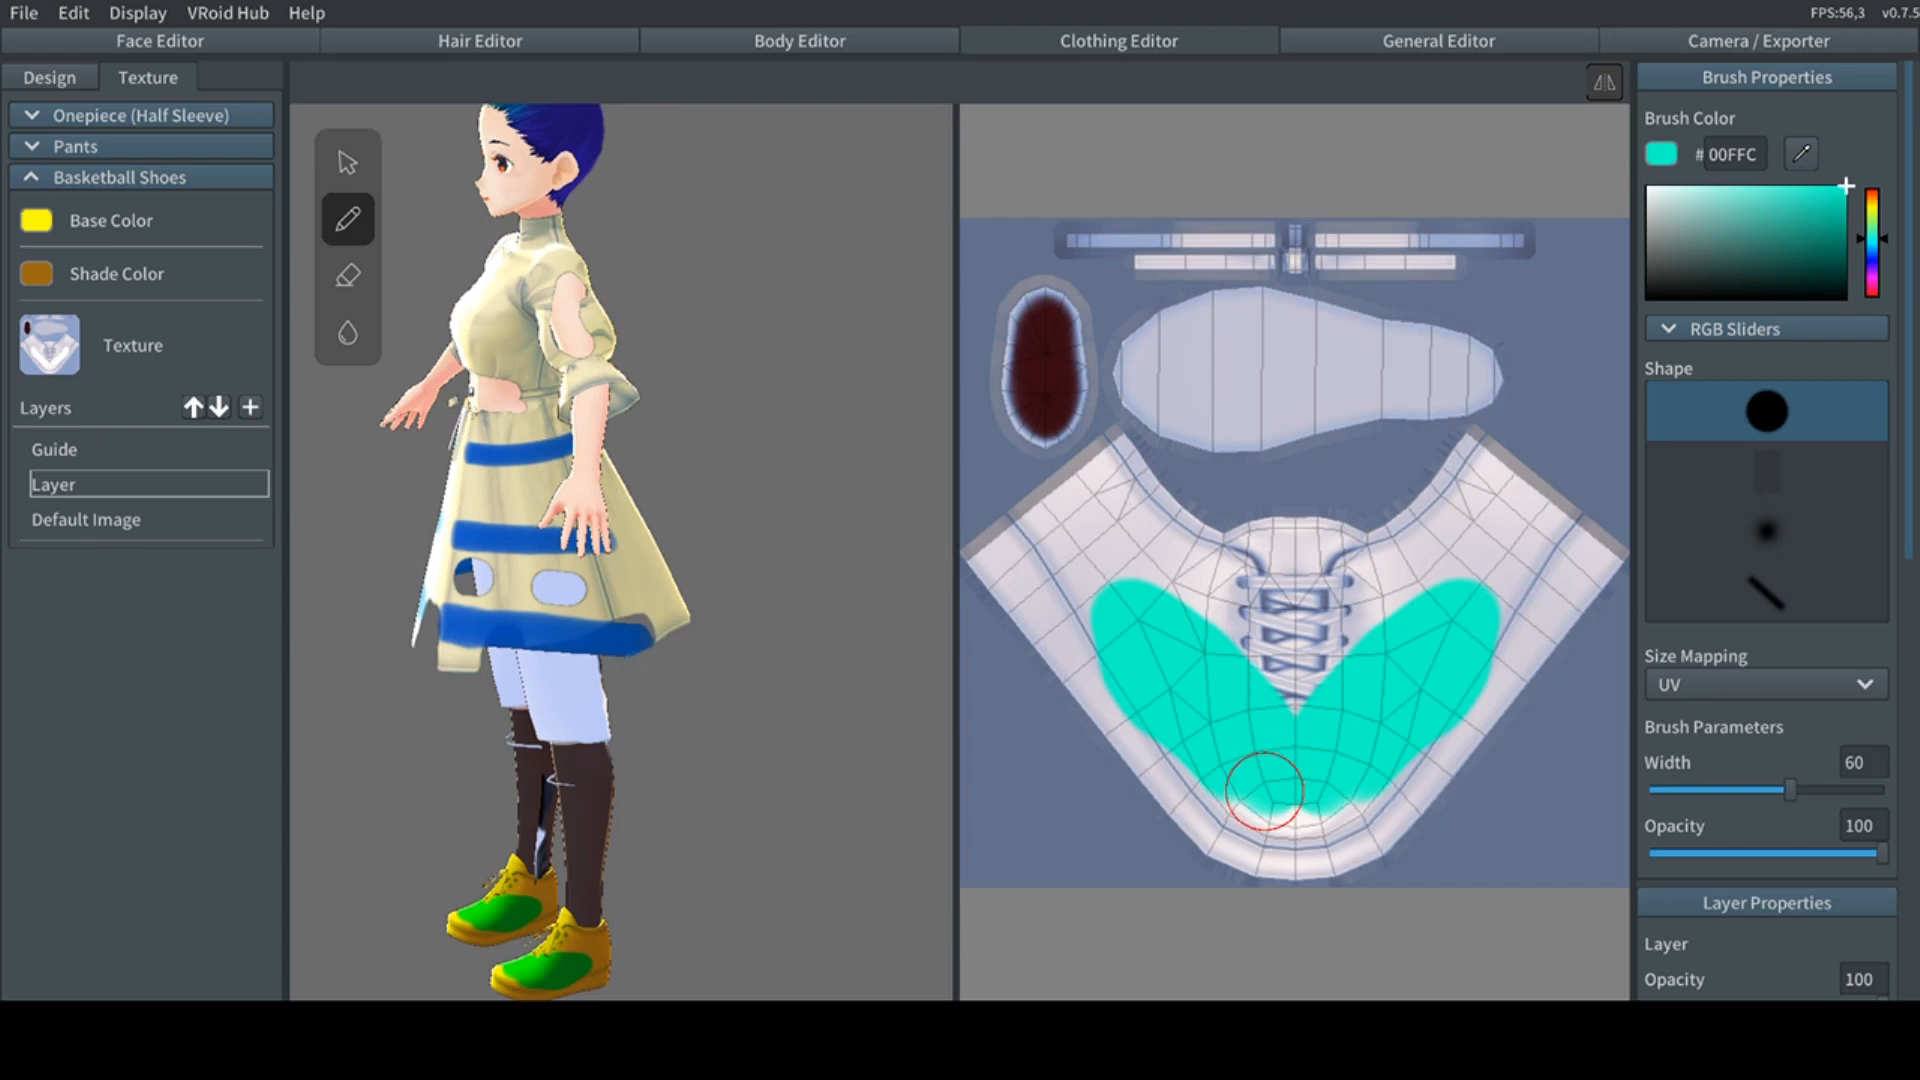 File Edit Display VRoid Hub Help FPS:56,3 v0.7.5
Face Editor Hair Editor Body Editor Clothing Editor General Editor Camera / Exporter
Design Texture
Onepiece (Half Sleeve)
Pants
Basketball Shoes
Base Color
Shade Color
Texture
Layers
Guide
Layer
Default Image
Brush Properties
Brush Color
# 00FFC
RGB Sliders
Shape
Size Mapping
UV
Brush Parameters
Width 60
Opacity 100
Layer Properties
Layer
Opacity 100